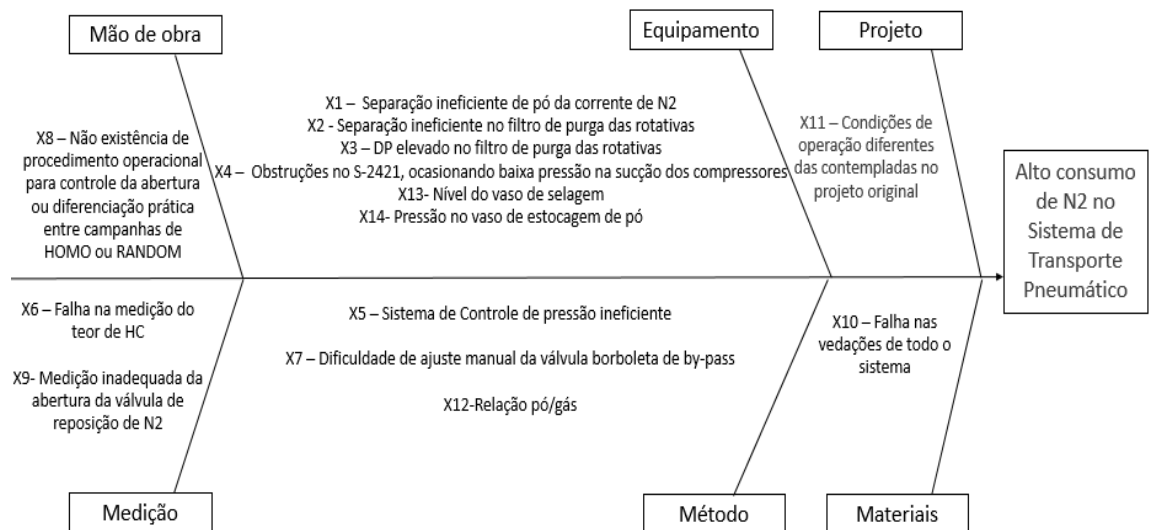 Mão de obra
Equipamento
Projeto
X8 – Não existência de
procedimento operacional
para controle da abertura
ou diferenciação prática
entre campanhas de
HOMO ou RANDOM
X1 – Separação ineficiente de pó da corrente de N2
X2 - Separação ineficiente no filtro de purga das rotativas
X3 – DP elevado no filtro de purga das rotativas
X4 – Obstruções no S-2421, ocasionando baixa pressão na sucção dos compressores
X13- Nível do vaso de selagem
X14- Pressão no vaso de estocagem de pó
X11 – Condições de
operação diferentes
das contempladas no
projeto original
Alto consumo
de N2 no
Sistema de
Transporte
Pneumático
X6 – Falha na medição do
teor de HC
X9- Medição inadequada da
abertura da válvula de
reposição de N2
X5 – Sistema de Controle de pressão ineficiente
X7 – Dificuldade de ajuste manual da válvula borboleta de by-pass
X12-Relação pó/gás
X10 – Falha nas
vedações de todo o
sistema
Medição
Método
Materiais